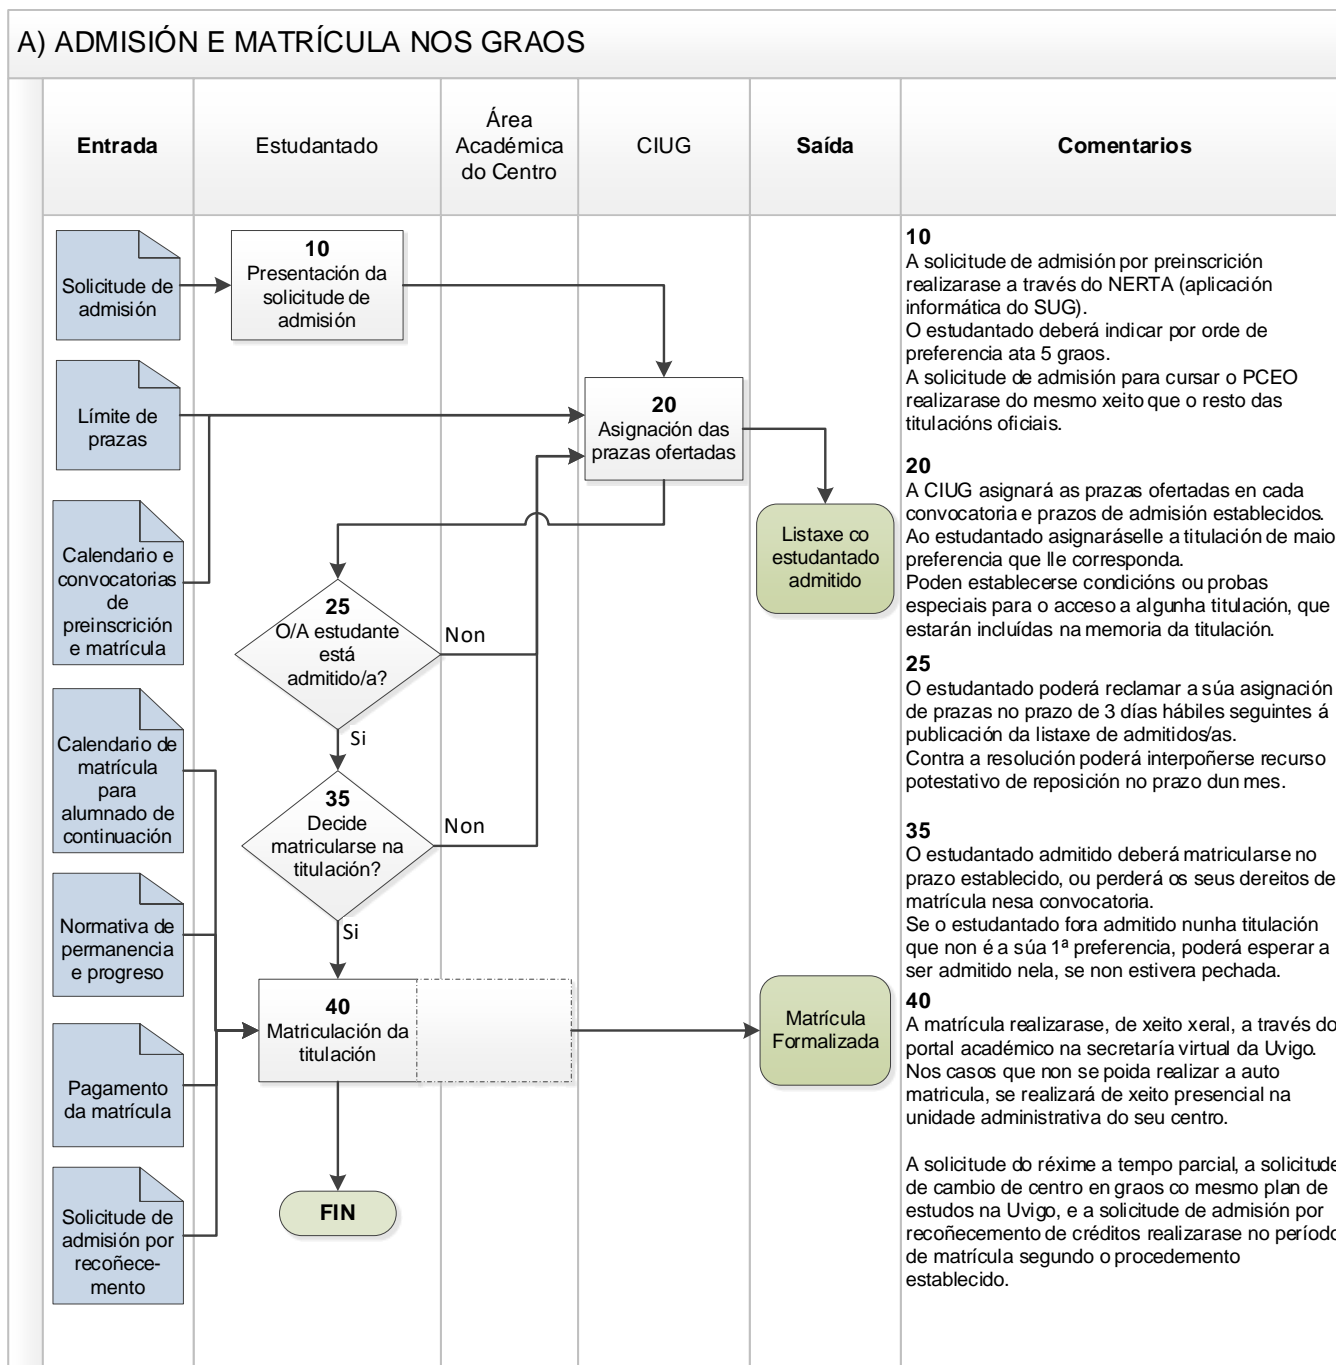 A) ADMISIÓN E MATRÍCULA NOS GRAOS
Entrada
Estudantado
Área
Académica
do Centro
CIUG
Saída
Comentarios
Solicitude de
admisión
Límite de
prazas
Calendario e
convocatorias
de
preinscrición
e matrícula
Calendario de
matrícula
para
alumnado de
continuación
Normativa de
permanencia
e progreso
Pagamento
da matrícula
Solicitude de
admisión por
recoñece-
mento
10
Presentación da
solicitude de
admisión
20
Asignación das
prazas ofertadas
25
O/A estudante
está
admitido/a?
Non
Si
35
Decide
matricularse na
titulación?
Non
Si
40
Matriculación da
titulación
FIN
Listaxe co
estudantado
admitido
Matrícula
Formalizada
10
A solicitude de admisión por preinscrición
realizarase a través do NERTA (aplicación
informática do SUG).
O estudantado deberá indicar por orde de
preferencia ata 5 graos.
A solicitude de admisión para cursar o PCEO
realizarase do mesmo xeito que o resto das
titulacións oficiais.
20
A CIUG asignará as prazas ofertadas en cada
convocatoria e prazos de admisión establecidos.
Ao estudantado asignaráselle a titulación de maio
preferencia que lle corresponda.
Poden establecerse condicións ou probas
especiais para o acceso a algunha titulación, que
estarán incluídas na memoria da titulación.
25
O estudantado poderá reclamar a súa asignación
de prazas no prazo de 3 días hábiles seguintes á
publicación da listaxe de admitidos/as.
Contra a resolución poderá interpoñerse recurso
potestativo de reposición no prazo dun mes.
35
O estudantado admitido deberá matricularse no
prazo establecido, ou perderá os seus dereitos de
matrícula nesa convocatoria.
Se o estudantado fora admitido nunha titulación
que non é a súa 1ª preferencia, poderá esperar a
ser admitido nela, se non estivera pechada.
40
A matrícula realizarase, de xeito xeral, a través do
portal académico na secretaría virtual da Uvigo.
Nos casos que non se poida realizar a auto
matricula, se realizará de xeito presencial na
unidade administrativa do seu centro.
A solicitude do réxime a tempo parcial, a solicitude
de cambio de centro en graos co mesmo plan de
estudos na Uvigo, e a solicitude de admisión por
recoñecemento de créditos realizarase no período
de matrícula segundo o procedemento
establecido.